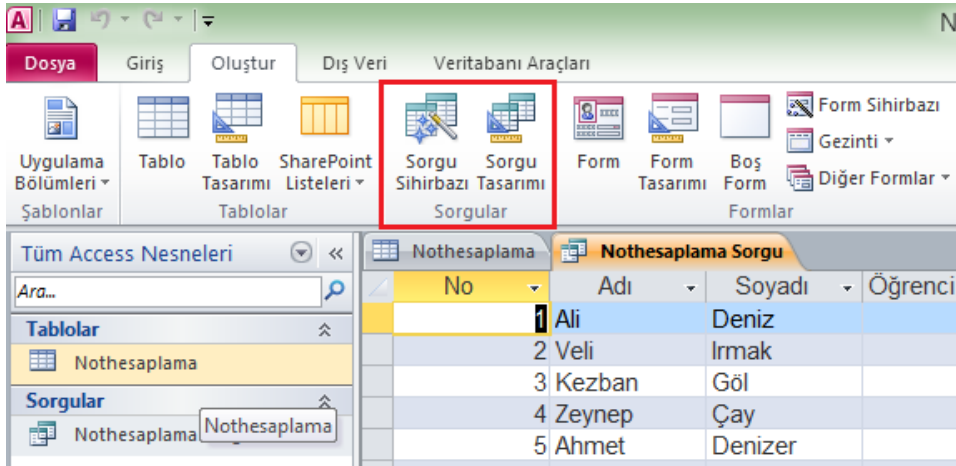 A
N
Dosya Giriş Oluştur Dış Veri Veritabanı Araçları
Uygulama Bölümleri
Tablo
Tablo Tasarımı
SharePoint Listeleri
Sorgu Sihirbazı
Sorgu Tasarımı
Form
Form Tasarımı
Boş Form
Form Sihirbazı
Gezinti
Diğer Formlar
Şablonlar Tablolar Sorgular Formlar
Tüm Access Nesneleri
Ara...
Tablolar
Nothesaplama
Sorgular
Nothesaplama
Nothesaplama
Nothesaplama Nothesaplama Sorgu
No Adı Soyadı Öğrenci
1 Ali Deniz
2 Veli Irmak
3 Kezban Göl
4 Zeynep Çay
5 Ahmet Denizer